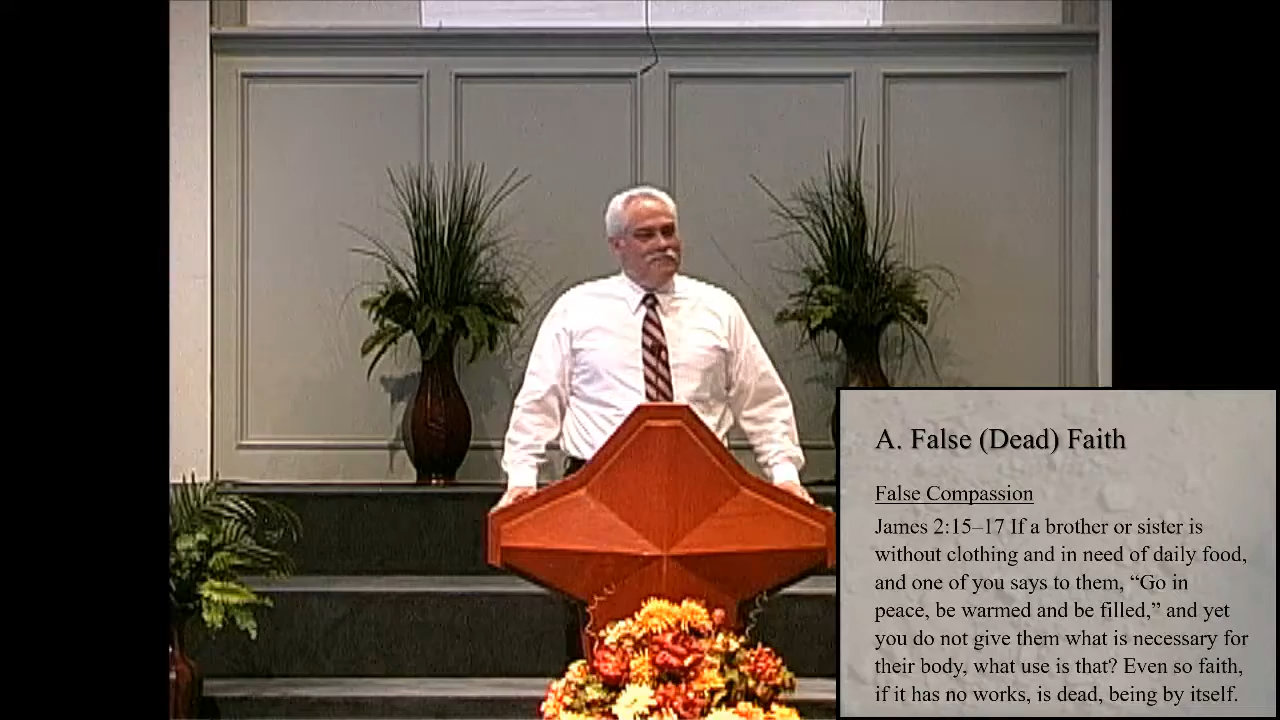 A. False (Dead) Faith
False Compassion
James 2:15–17 If a brother or sister is
without clothing and in need of daily food,
and one of you says to them, “Go in
peace, be warmed and be filled,” and yet
you do not give them what is necessary for
their body, what use is that? Even so faith,
if it has no works, is dead, being by itself.